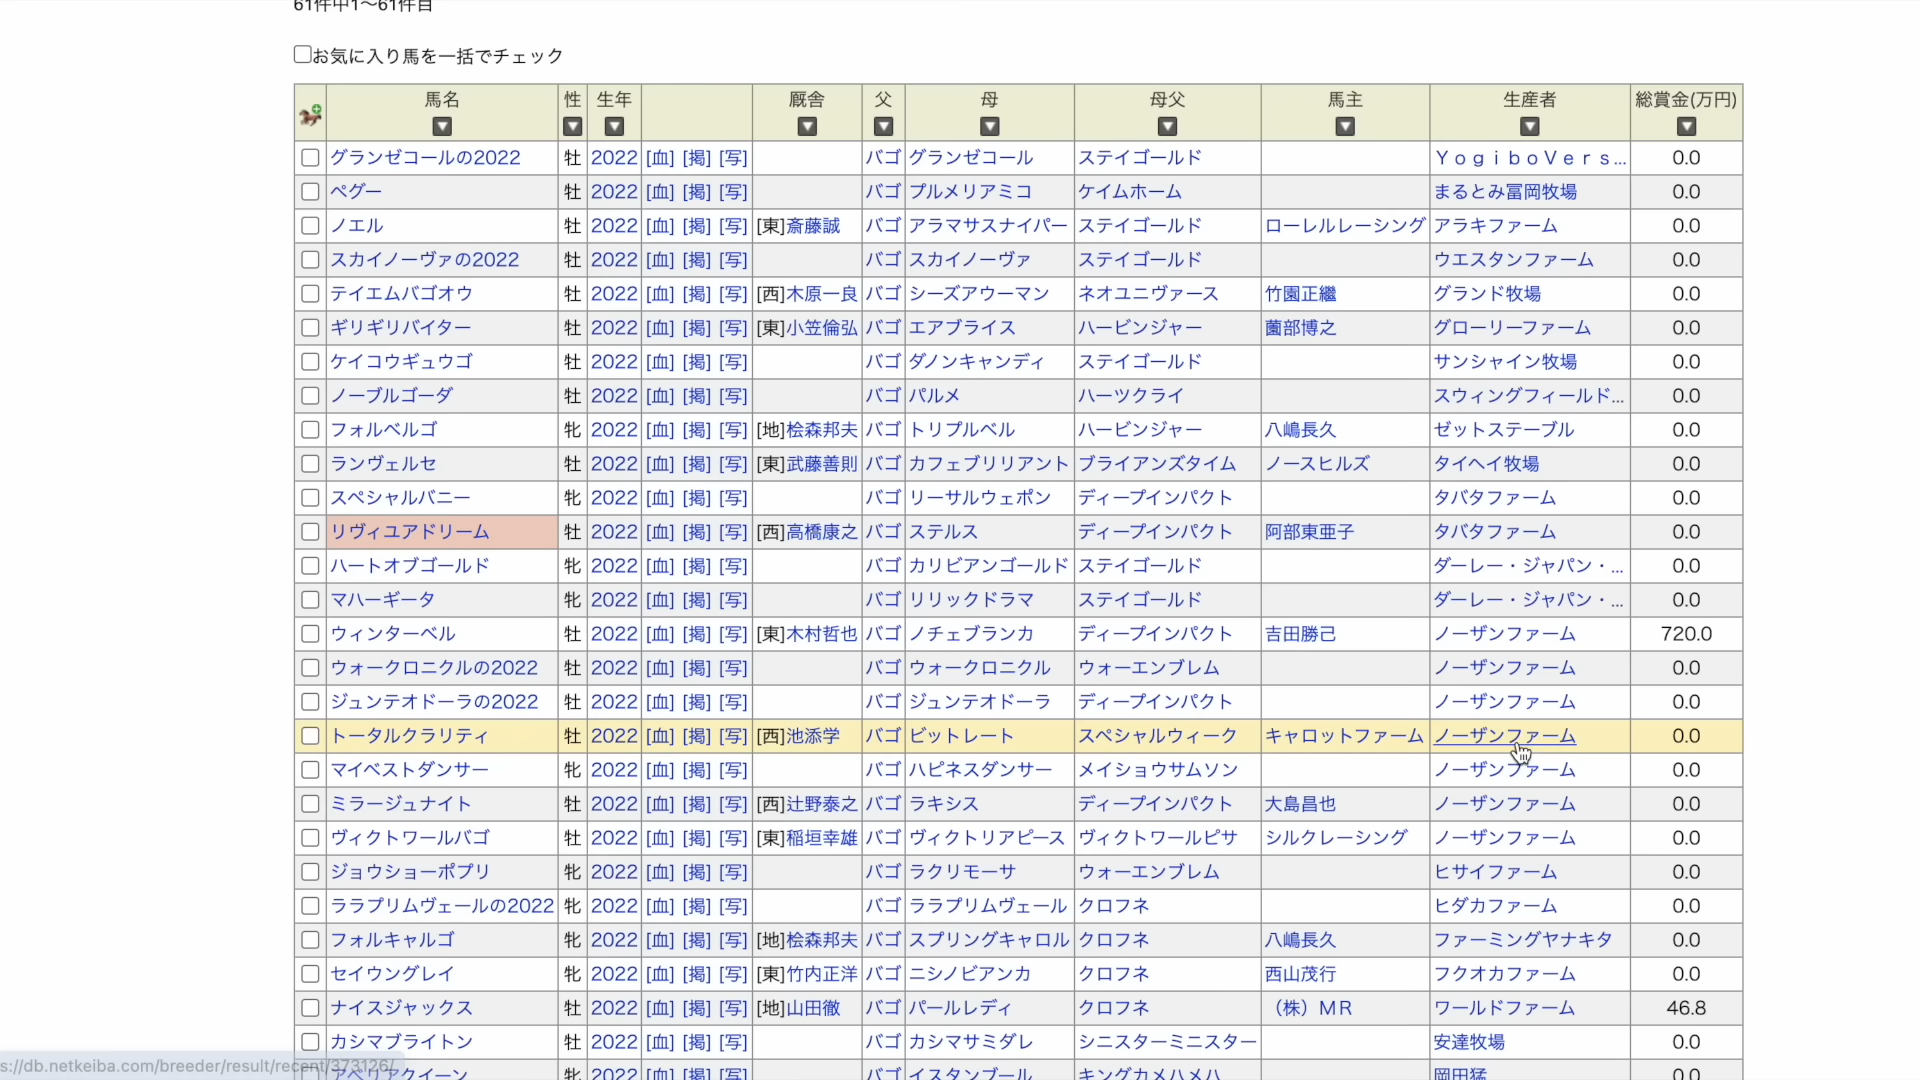 61件中1〜61件目
お気に入り馬を一括でチェック
馬名 性 生年 厩舎 父 母 母父 馬主 生産者 総賞金(万円)
グランゼコールの2022 牡 2022 [血] [掲] [写] バゴ グランゼコール ステイゴールド ＹｏｇｉｂｏＶｅｒｓ... 0.0
ペグー 牡 2022 [血] [掲] [写] バゴ プルメリアミコ ケイムホーム まるとみ冨岡牧場 0.0
ノエル 牡 2022 [血] [掲] [写] [東]斎藤誠 バゴ アラマサスナイパー ステイゴールド ローレルレーシング アラキファーム 0.0
スカイノーヴァの2022 牡 2022 [血] [掲] [写] バゴ スカイノーヴァ ステイゴールド ウエスタンファーム 0.0
テイエムバゴオウ 牡 2022 [血] [掲] [写] [西]木原一良 バゴ シーズアウーマン ネオユニヴァース 竹園正繼 グランド牧場 0.0
ギリギリバイター 牡 2022 [血] [掲] [写] [東]小笠倫弘 バゴ エアブライス ハービンジャー 薗部博之 グローリーファーム 0.0
ケイコウギュウゴ 牡 2022 [血] [掲] [写] バゴ ダノンキャンディ ステイゴールド サンシャイン牧場 0.0
ノーブルゴーダ 牡 2022 [血] [掲] [写] バゴ パルメ ハーツクライ スウィングフィールド... 0.0
フォルベルゴ 牝 2022 [血] [掲] [写] [地]桧森邦夫 バゴ トリプルベル ハービンジャー 八嶋長久 ゼットステーブル 0.0
ランヴェルセ 牡 2022 [血] [掲] [写] [東]武藤善則 バゴ カフェブリリアント ブライアンズタイム ノースヒルズ タイヘイ牧場 0.0
スペシャルバニー 牝 2022 [血] [掲] [写] バゴ リーサルウェポン ディープインパクト タバタファーム 0.0
リヴィユアドリーム 牡 2022 [血] [掲] [写] [西]高橋康之 バゴ ステルス ディープインパクト 阿部東亜子 タバタファーム 0.0
ハートオブゴールド 牝 2022 [血] [掲] [写] バゴ カリビアンゴールド ステイゴールド ダーレー・ジャパン・... 0.0
マハーギータ 牝 2022 [血] [掲] [写] バゴ リリックドラマ ステイゴールド ダーレー・ジャパン・... 0.0
ウィンターベル 牡 2022 [血] [掲] [写] [東]木村哲也 バゴ ノチェブランカ ディープインパクト 吉田勝己 ノーザンファーム 720.0
ウォークロニクルの2022 牡 2022 [血] [掲] [写] バゴ ウォークロニクル ウォーエンブレム ノーザンファーム 0.0
ジュンテオドーラの2022 牡 2022 [血] [掲] [写] バゴ ジュンテオドーラ ディープインパクト ノーザンファーム 0.0
トータルクラリティ 牡 2022 [血] [掲] [写] [西]池添学 バゴ ビットレート スペシャルウィーク キャロットファーム ノーザンファーム 0.0
マイベストダンサー 牝 2022 [血] [掲] [写] バゴ ハピネスダンサー メイショウサムソン ノーザンファーム 0.0
ミラージュナイト 牡 2022 [血] [掲] [写] [西]辻野泰之 バゴ ラキシス ディープインパクト 大島昌也 ノーザンファーム 0.0
ヴィクトワールバゴ 牡 2022 [血] [掲] [写] [東]稲垣幸雄 バゴ ヴィクトリアピース ヴィクトワールピサ シルクレーシング ノーザンファーム 0.0
ジョウショーポプリ 牝 2022 [血] [掲] [写] バゴ ラクリモーサ ウォーエンブレム ヒサイファーム 0.0
ララプリムヴェールの2022 牝 2022 [血] [掲] [写] バゴ ララプリムヴェール クロフネ ヒダカファーム 0.0
フォルキャルゴ 牝 2022 [血] [掲] [写] [地]桧森邦夫 バゴ スプリングキャロル クロフネ 八嶋長久 ファーミングヤナキタ 0.0
セイウングレイ 牝 2022 [血] [掲] [写] [東]竹内正洋 バゴ ニシノビアンカ クロフネ 西山茂行 フクオカファーム 0.0
ナイスジャックス 牡 2022 [血] [掲] [写] [地]山田徹 バゴ パールレディ クロフネ （株）ＭＲ ワールドファーム 46.8
カシマブライトン 牡 2022 [血] [掲] [写] バゴ カシマサミダレ シニスターミニスター 安達牧場 0.0
アベリアクイーン 牝 2022 [血] [掲] [写] バゴ イスタンブール キングカメハメハ 岡田猛 0.0
s://db.netkeiba.com/breeder/result/recent/373126/